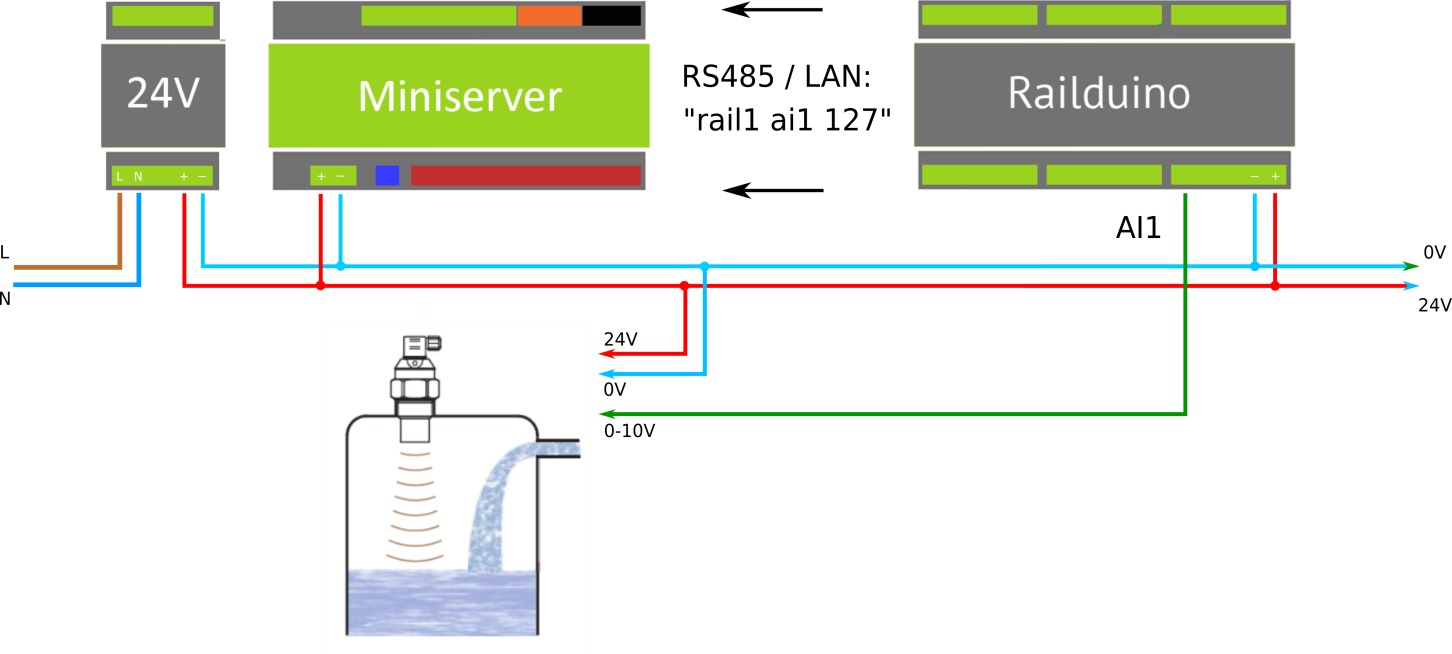 24V
Miniserver
RS485 / LAN:
"rail1 ai1 127"
Railduino
L N + −
+ −
− +
AI1
L
N
0V
24V
24V
0V
0-10V